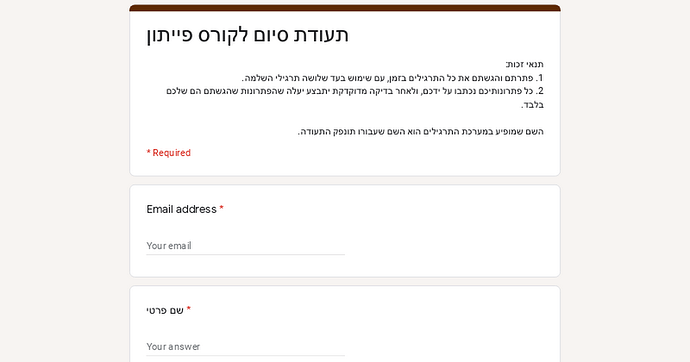 תעודת סיום לקורס פייתון
תנאי זכות:
1. פתרתם והגשתם את כל התרגילים בזמן, עם שימוש בעד שלושה תרגילי השלמה.
2. כל פתרונותיכם נכתבו על ידכם, ולאחר בדיקה מדוקדקת יתבצע יעלה שהפתרונות שהגשתם הם שלכם
בלבד.
השם שמופיע במערכת התרגילים הוא השם שעבורו תונפק התעודה.
* Required
Email address *
Your email
שם פרטי *
Your answer